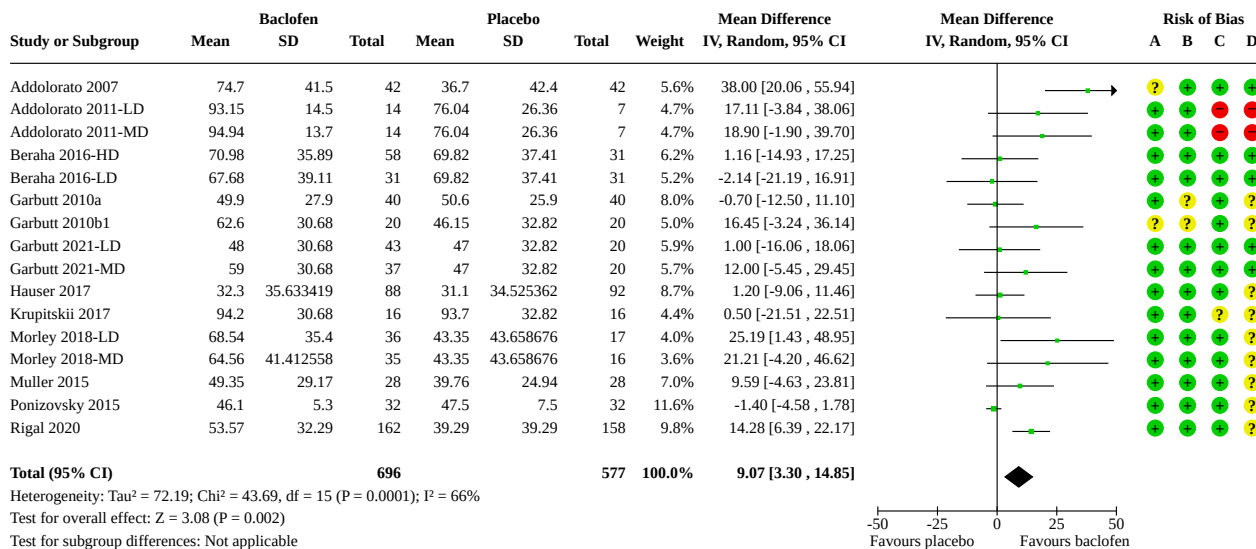 Baclofen Placebo Mean Difference Mean Difference Risk of Bias
Study or Subgroup Mean SD Total Mean SD Total Weight IV, Random, 95% CI IV, Random, 95% CI A B C D
Addolorato 2007 74.7 41.5 42 36.7 42.4 42 5.6% 38.00 [20.06 , 55.94] ? + + +
Addolorato 2011-LD 93.15 14.5 14 76.04 26.36 7 4.7% 17.11 [-3.84 , 38.06] + + − −
Addolorato 2011-MD 94.94 13.7 14 76.04 26.36 7 4.7% 18.90 [-1.90 , 39.70] + + − −
Beraha 2016-HD 70.98 35.89 58 69.82 37.41 31 6.2% 1.16 [-14.93 , 17.25] + + + +
Beraha 2016-LD 67.68 39.11 31 69.82 37.41 31 5.2% -2.14 [-21.19 , 16.91] + + + +
Garbutt 2010a 49.9 27.9 40 50.6 25.9 40 8.0% -0.70 [-12.50 , 11.10] + ? + ?
Garbutt 2010b1 62.6 30.68 20 46.15 32.82 20 5.0% 16.45 [-3.24 , 36.14] ? ? + ?
Garbutt 2021-LD 48 30.68 43 47 32.82 20 5.9% 1.00 [-16.06 , 18.06] + + + +
Garbutt 2021-MD 59 30.68 37 47 32.82 20 5.7% 12.00 [-5.45 , 29.45] + + + +
Hauser 2017 32.3 35.633419 88 31.1 34.525362 92 8.7% 1.20 [-9.06 , 11.46] + + + ?
Krupitskii 2017 94.2 30.68 16 93.7 32.82 16 4.4% 0.50 [-21.51 , 22.51] + + ? ?
Morley 2018-LD 68.54 35.4 36 43.35 43.658676 17 4.0% 25.19 [1.43 , 48.95] + + + ?
Morley 2018-MD 64.56 41.412558 35 43.35 43.658676 16 3.6% 21.21 [-4.20 , 46.62] + + + ?
Muller 2015 49.35 29.17 28 39.76 24.94 28 7.0% 9.59 [-4.63 , 23.81] + + + ?
Ponizovsky 2015 46.1 5.3 32 47.5 7.5 32 11.6% -1.40 [-4.58 , 1.78] + + + ?
Rigal 2020 53.57 32.29 162 39.29 39.29 158 9.8% 14.28 [6.39 , 22.17] + + + ?
Total (95% CI) 696 577 100.0% 9.07 [3.30 , 14.85]
Heterogeneity: Tau² = 72.19; Chi² = 43.69, df = 15 (P = 0.0001); I² = 66%
Test for overall effect: Z = 3.08 (P = 0.002)
Test for subgroup differences: Not applicable
-50 -25 0 25 50
Favours placebo Favours baclofen